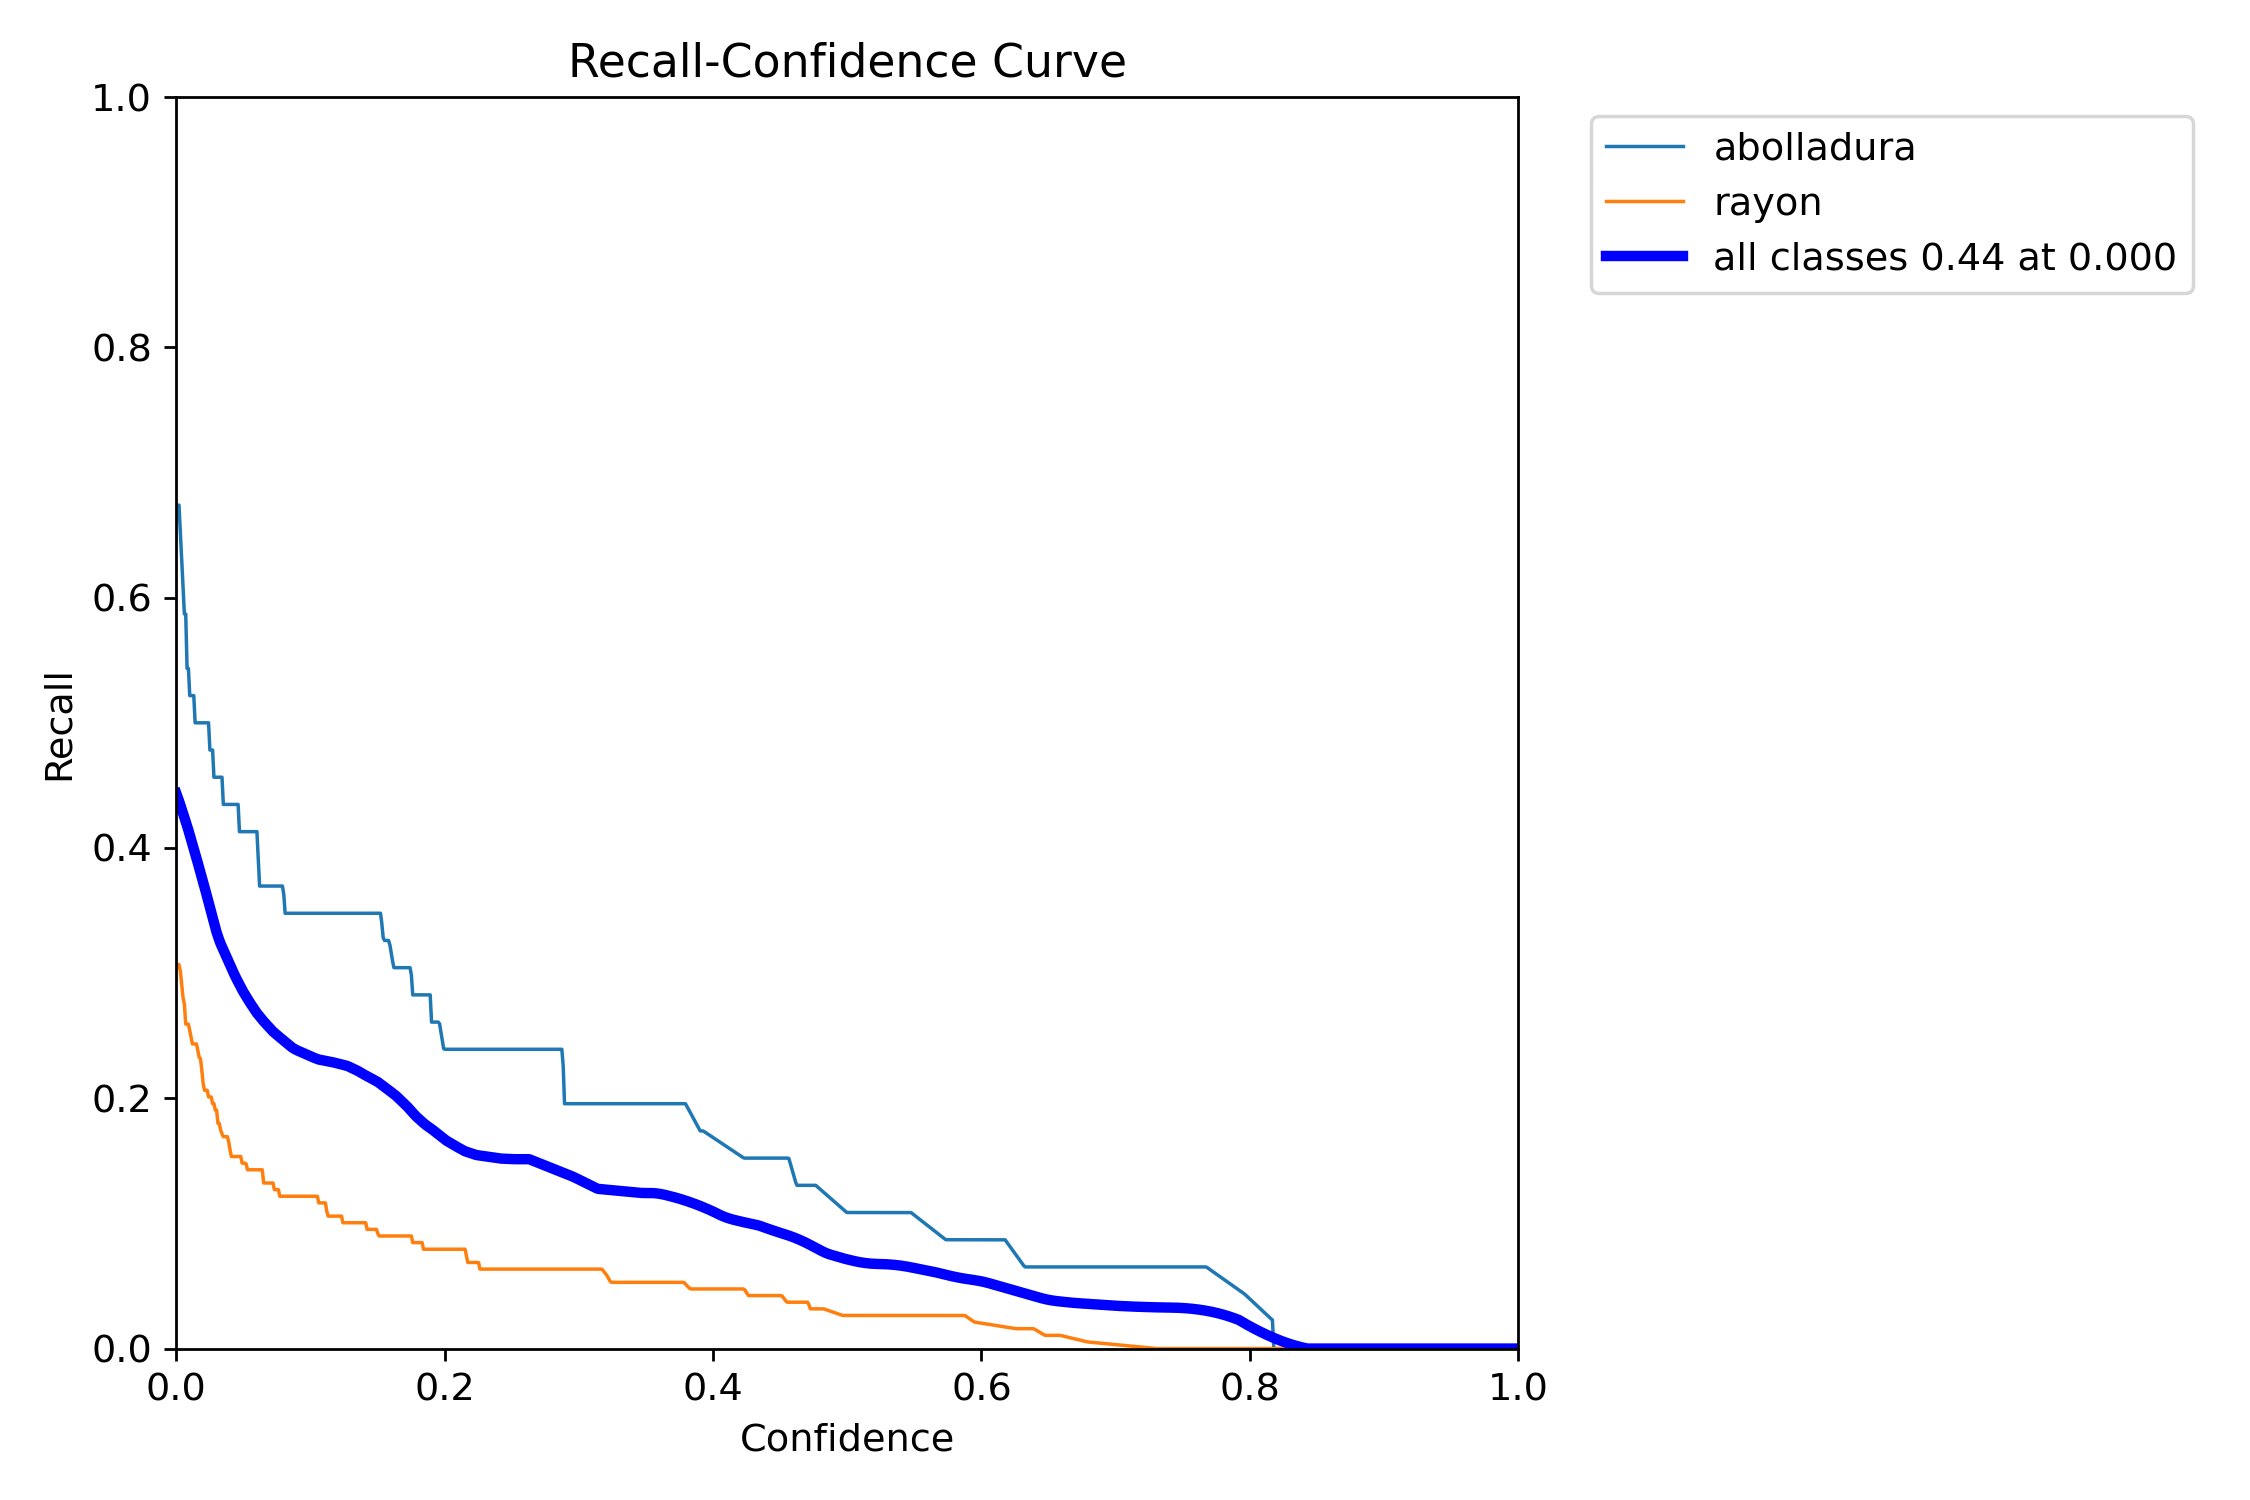 Recall-Confidence Curve
1.0
0.8
0.6
0.4
0.2
0.0
Recall
0.0 0.2 0.4 0.6 0.8 1.0
Confidence
abolladura
rayon
all classes 0.44 at 0.000